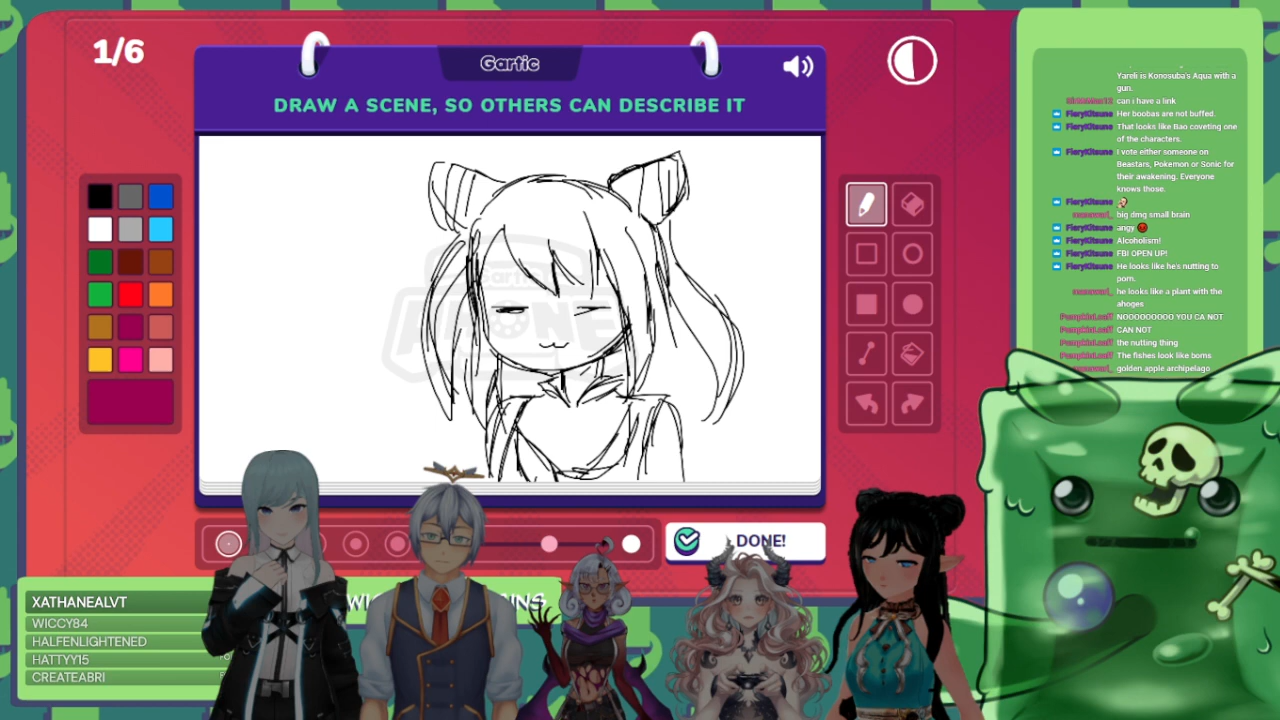 1/6
Gartic
DRAW A SCENE, SO OTHERS CAN DESCRIBE IT
Yareli is Konosuba's Aqua with a
gun.
can i have a link
FieryKitsune Her boobas are not buffed.
FieryKitsune That looks like Bao coveting one
of the characters.
FieryKitsune I vote either someone on
Beastars, Pokemon or Sonic for
their awakening. Everyone
knows those.
FieryKitsune
big dmg small brain
FieryKitsune angy
FieryKitsune Alcoholism!
FieryKitsune FBI OPEN UP!
FieryKitsune He looks like he's nutting to
porn.
he looks like a plant with the
ahoges
NOOOOOOOOO YOU CA NOT
CAN NOT
the nutting thing
The fishes look like boms
golden apple archipelago
DONE!
XATHANEALVT
WICCY84
HALFENLIGHTENED
HATTYY15
CREATEABRI